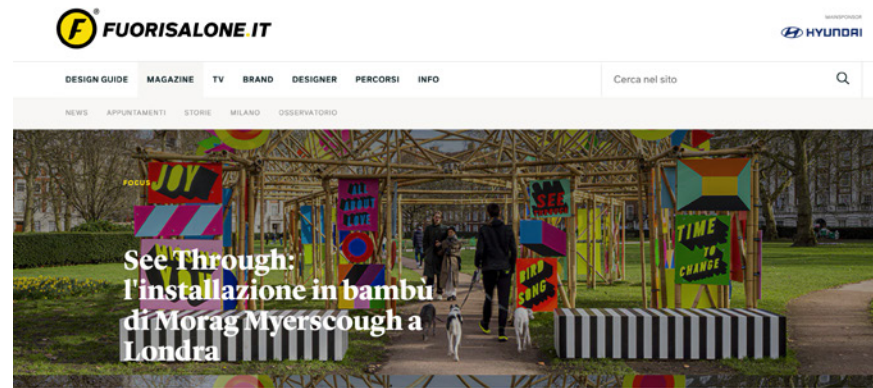 FUORISALONE.IT
MAINSPONSOR
HYUNDAI
DESIGN GUIDE MAGAZINE TV BRAND DESIGNER PERCORSI INFO
Cerca nel sito
NEWS APPUNTAMENTI STORIE MILANO OSSERVATORIO
FOCUS
JOY
ALL
ABOUT
LOVE
SEE
TIME
TO
CHANGE
BIRD
SONG
See Through:
l'installazione in bambù
di Morag Myerscough a
Londra